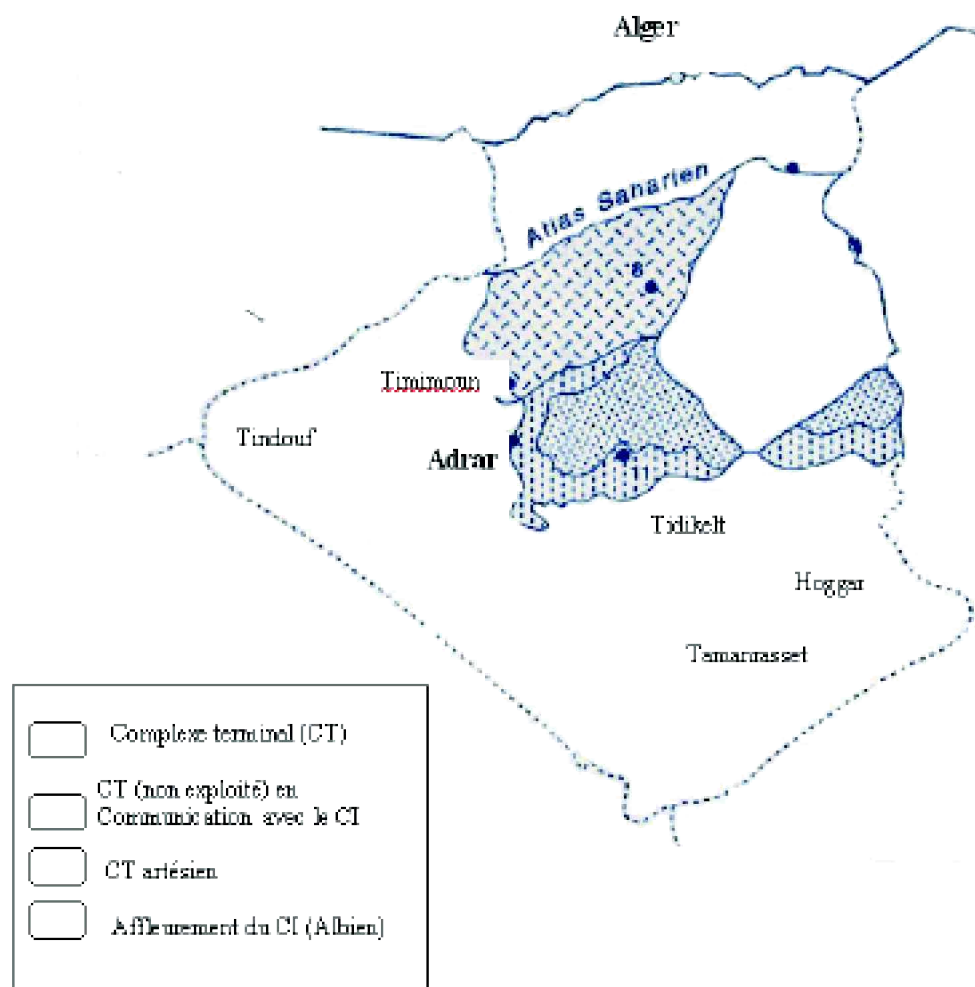 Alger
Atlas Saharien
8
Timimoun
Tindouf
Adrar
11
Tidikelt
Hoggar
Tamanrasset
Complexe terminal (CT)
CT (non exploité) en
Communication avec le CI
CT artésien
Affleurement du CI (Albien)